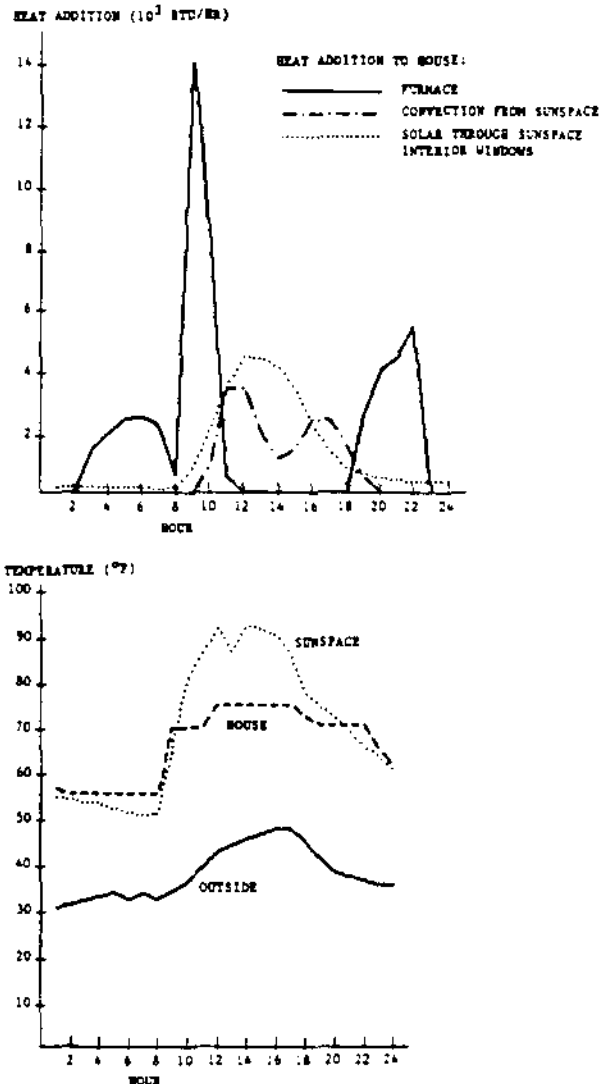 HEAT ADDITION (10³ BTU/HR)
HEAT ADDITION TO HOUSE:
FURNACE
CONVECTION FROM SUNSPACE
SOLAR THROUGH SUNSPACE
INTERIOR WINDOWS
14
12
10
8
6
4
2
2 4 6 8 10 12 14 16 18 20 22 24
HOUR
TEMPERATURE (°F)
100
90
SUNSPACE
80
70
HOUSE
60
50
40
OUTSIDE
30
20
10
2 4 6 8 10 12 14 16 18 20 22 24
HOUR